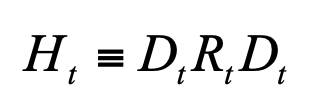 H_t ≡ D_t R_t D_t